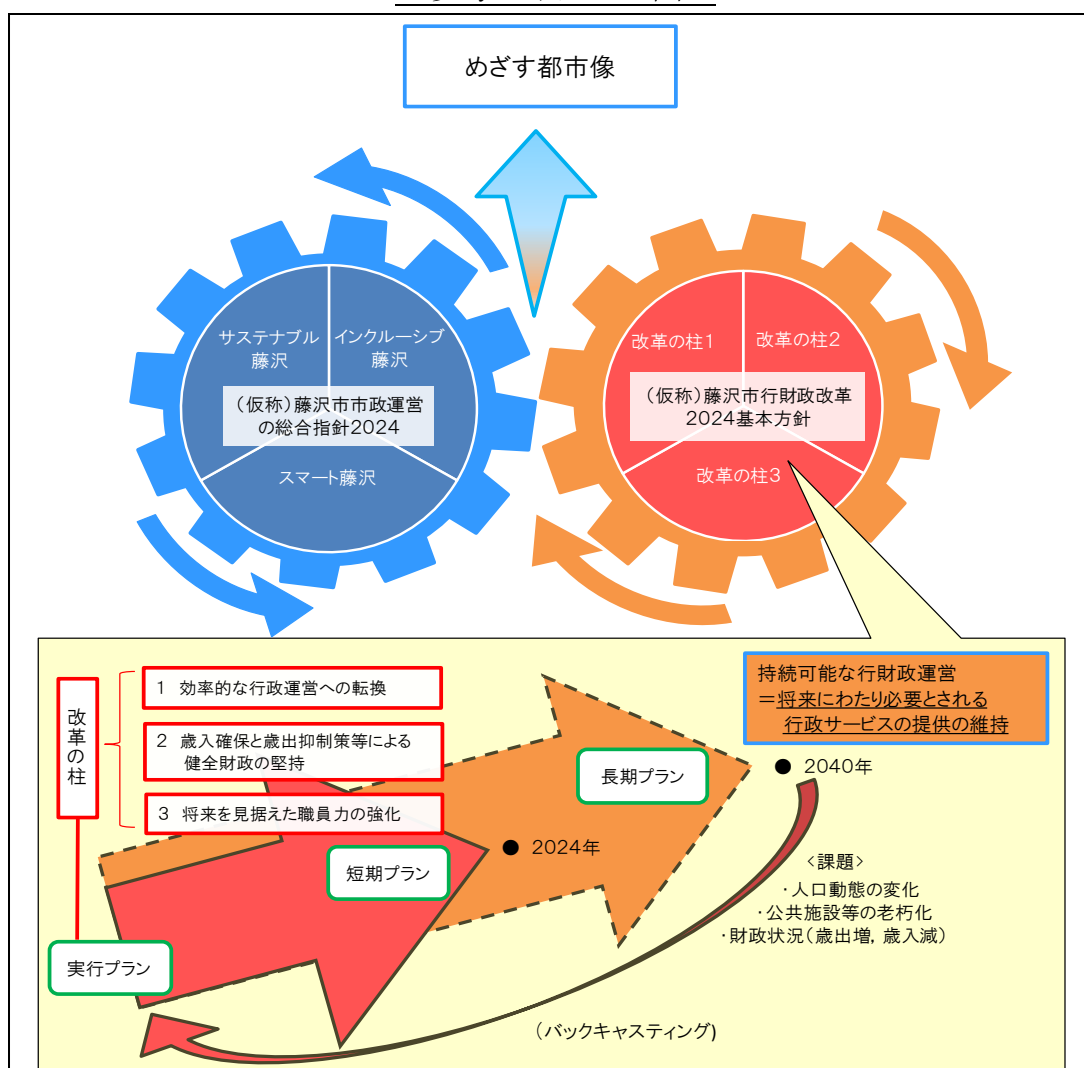 めざす都市像
サステナブル
藤沢
インクルーシブ
藤沢
(仮称)藤沢市市政運営
の総合指針2024
スマート藤沢
改革の柱1
改革の柱2
(仮称)藤沢市行財政改革
2024基本方針
改革の柱3
改革の柱
1 効率的な行政運営への転換
2 歳入確保と歳出抑制策等による
健全財政の堅持
3 将来を見据えた職員力の強化
持続可能な行財政運営
=将来にわたり必要とされる
行政サービスの提供の維持
長期プラン
● 2040年
● 2024年
短期プラン
<課題>
・人口動態の変化
・公共施設等の老朽化
・財政状況(歳出増,歳入減)
実行プラン
(バックキャスティング)